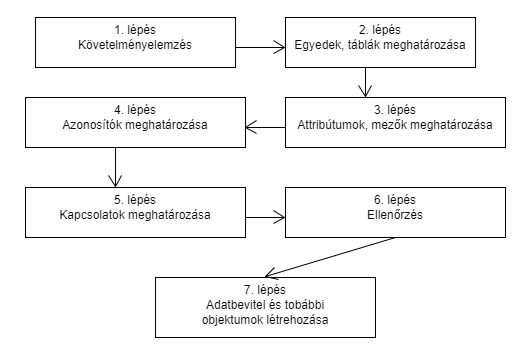 1. lépés
Követelményelemzés
2. lépés
Egyedek, táblák meghatározása
3. lépés
Attribútumok, mezők meghatározása
4. lépés
Azonosítók meghatározása
5. lépés
Kapcsolatok meghatározása
6. lépés
Ellenőrzés
7. lépés
Adatbevitel és tobábbi
objektumok létrehozása